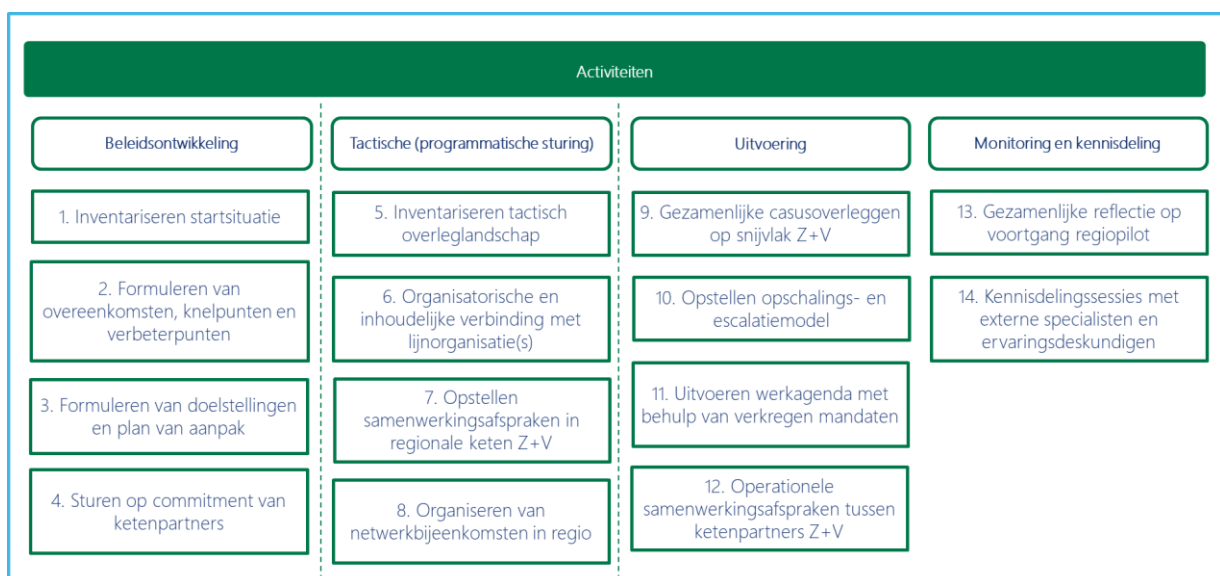 Activiteiten
Beleidsontwikkeling
1. Inventariseren startsituatie
2. Formuleren van
overeenkomsten, knelpunten en
verbeterpunten
3. Formuleren van doelstellingen
en plan van aanpak
4. Sturen op commitment van
ketenpartners
Tactische (programmatische sturing)
5. Inventariseren tactisch
overleglandschap
6. Organisatorische en
inhoudelijke verbinding met
lijnorganisatie(s)
7. Opstellen
samenwerkingsafspraken in
regionale keten Z+V
8. Organiseren van
netwerkbijeenkomsten in regio
Uitvoering
9. Gezamenlijke casusoverleggen
op snijvlak Z+V
10. Opstellen opschalings- en
escalatiemodel
11. Uitvoeren werkagenda met
behulp van verkregen mandaten
12. Operationele
samenwerkingsafspraken tussen
ketenpartners Z+V
Monitoring en kennisdeling
13. Gezamenlijke reflectie op
voortgang regiopilot
14. Kennisdelingssessies met
externe specialisten en
ervaringsdeskundigen